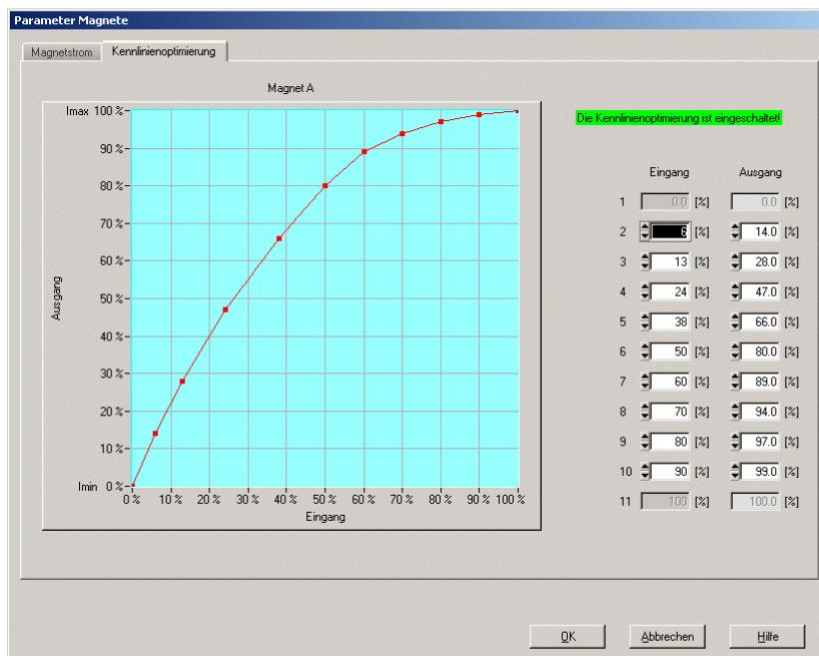 Parameter Magnete
Magnetstrom Kennlinienoptimierung
Magnet A
Imax 100 %
90 %
80 %
70 %
60 %
50 %
40 %
30 %
20 %
10 %
Imin 0 %
Ausgang
0 % 10 % 20 % 30 % 40 % 50 % 60 % 70 % 80 % 90 % 100 %
Eingang
Die Kennlinienoptimierung ist eingeschaltet!
Eingang Ausgang
1 0.0 [%] 0.0 [%]
2 6 [%] 14.0 [%]
3 13 [%] 28.0 [%]
4 24 [%] 47.0 [%]
5 38 [%] 66.0 [%]
6 50 [%] 80.0 [%]
7 60 [%] 89.0 [%]
8 70 [%] 94.0 [%]
9 80 [%] 97.0 [%]
10 90 [%] 99.0 [%]
11 100 [%] 100.0 [%]
OK Abbrechen Hilfe